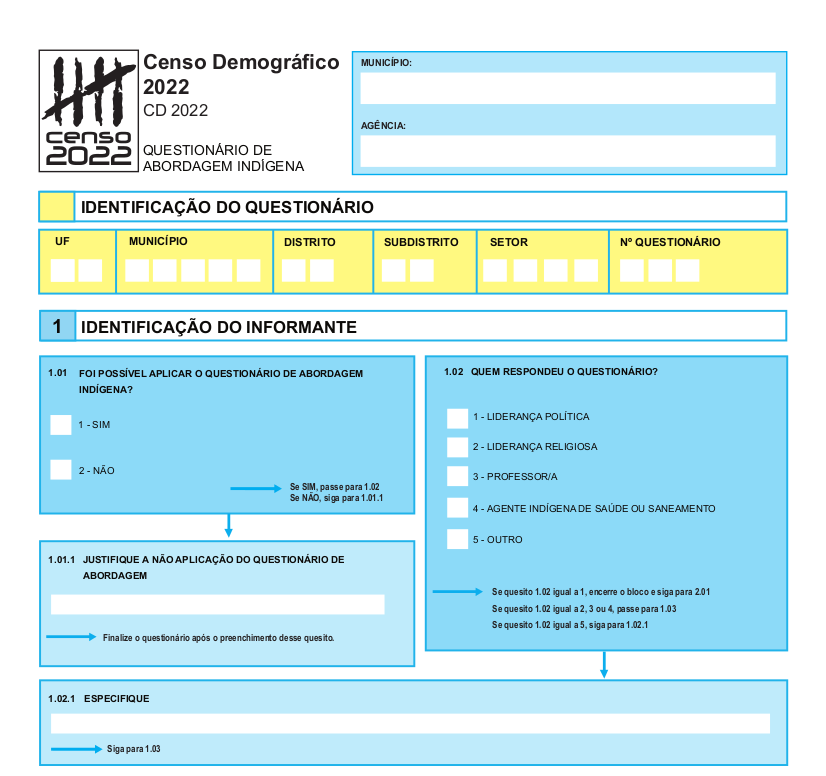 censo
2022
Censo Demográfico
2022
CD 2022
QUESTIONÁRIO DE
ABORDAGEM INDÍGENA
MUNICÍPIO:
AGÊNCIA:
IDENTIFICAÇÃO DO QUESTIONÁRIO
UF MUNICÍPIO DISTRITO SUBDISTRITO SETOR Nº QUESTIONÁRIO
1 IDENTIFICAÇÃO DO INFORMANTE
1.01 FOI POSSÍVEL APLICAR O QUESTIONÁRIO DE ABORDAGEM
INDÍGENA?
1 - SIM
2 - NÃO
Se SIM, passe para 1.02
Se NÃO, siga para 1.01.1
1.01.1 JUSTIFIQUE A NÃO APLICAÇÃO DO QUESTIONÁRIO DE
ABORDAGEM
Finalize o questionário após o preenchimento desse quesito.
1.02 QUEM RESPONDEU O QUESTIONÁRIO?
1 - LIDERANÇA POLÍTICA
2 - LIDERANÇA RELIGIOSA
3 - PROFESSOR/A
4 - AGENTE INDÍGENA DE SAÚDE OU SANEAMENTO
5 - OUTRO
Se quesito 1.02 igual a 1, encerre o bloco e siga para 2.01
Se quesito 1.02 igual a 2, 3 ou 4, passe para 1.03
Se quesito 1.02 igual a 5, siga para 1.02.1
1.02.1 ESPECIFIQUE
Siga para 1.03